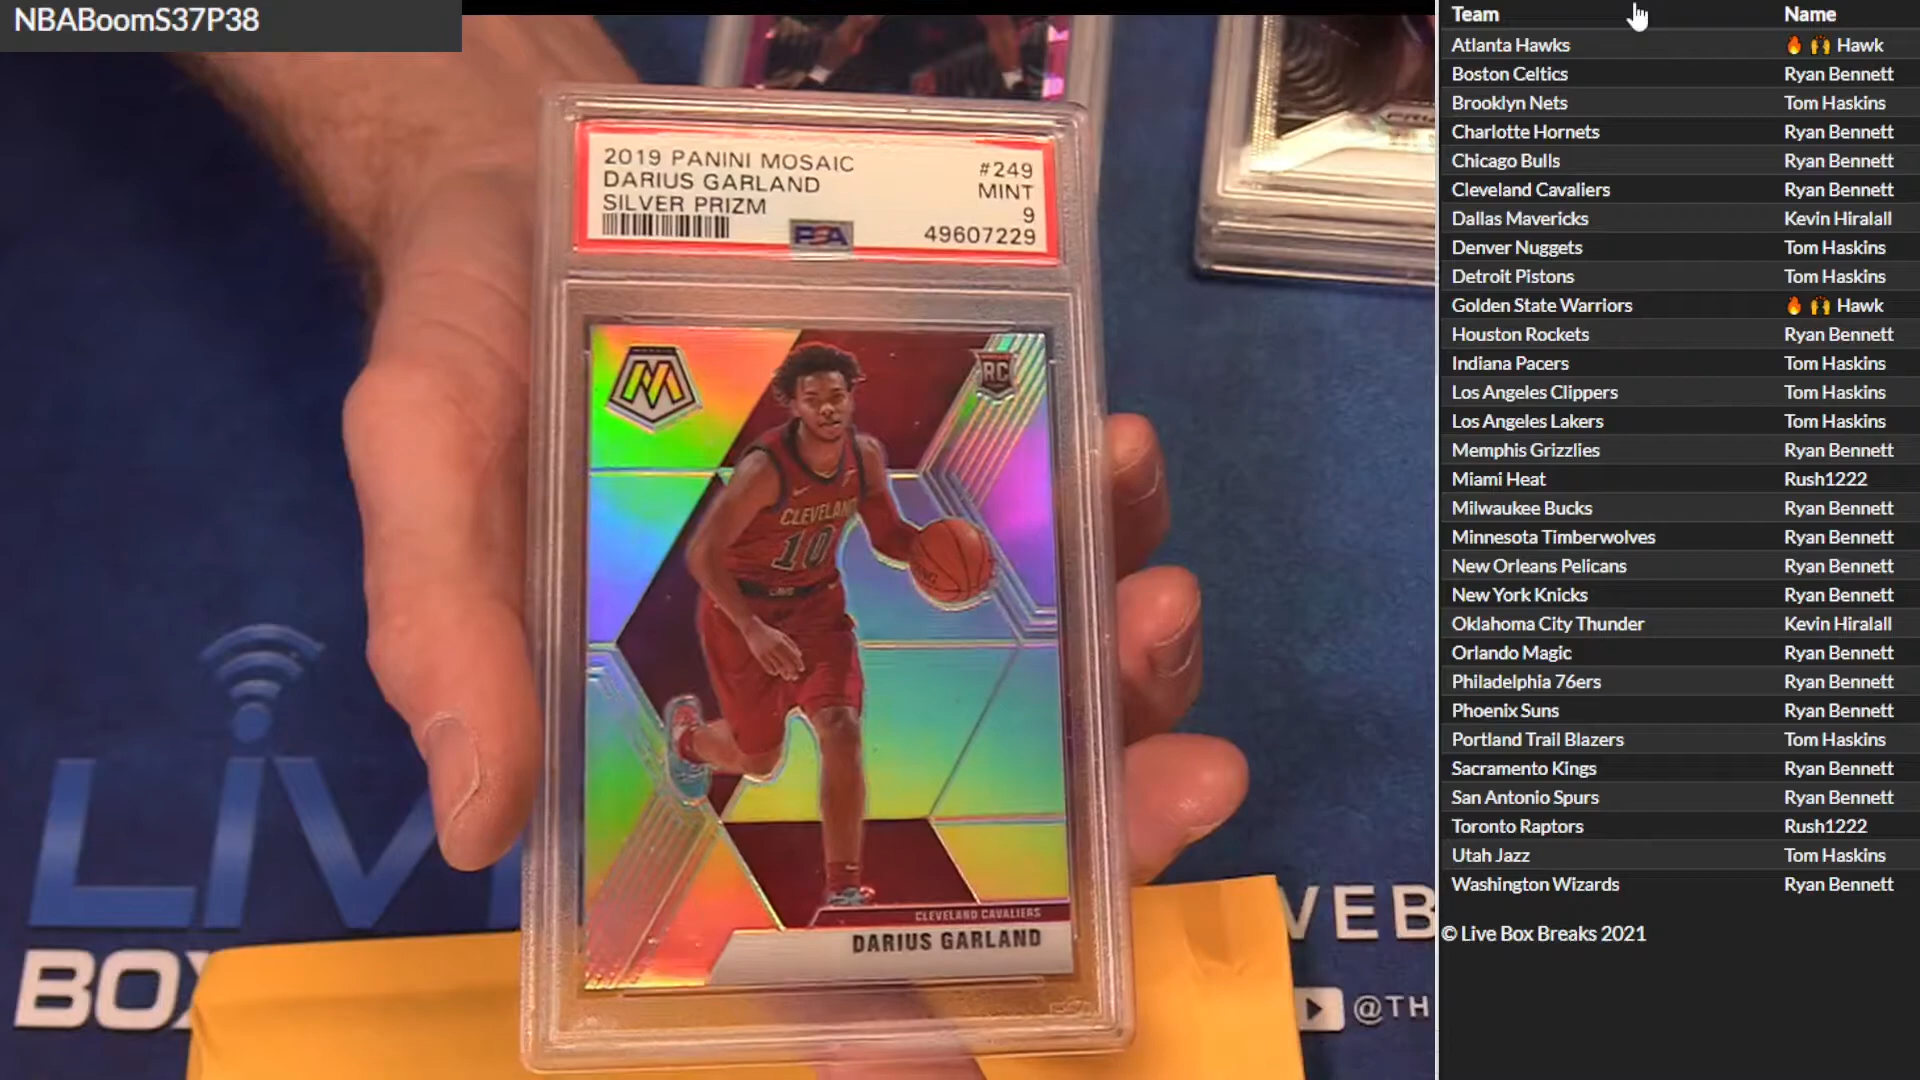 NBABoomS37P38
2019 PANINI MOSAIC #249
DARIUS GARLAND MINT
SILVER PRIZM 9
PSA 49607229
M
RC
CLEVELAND
10
CLEVELAND CAVALIERS
DARIUS GARLAND
LIV
BOX
VE B
@TH
Team Name
Atlanta Hawks 🔥 🙌 Hawk
Boston Celtics Ryan Bennett
Brooklyn Nets Tom Haskins
Charlotte Hornets Ryan Bennett
Chicago Bulls Ryan Bennett
Cleveland Cavaliers Ryan Bennett
Dallas Mavericks Kevin Hiralall
Denver Nuggets Tom Haskins
Detroit Pistons Tom Haskins
Golden State Warriors 🔥 🙌 Hawk
Houston Rockets Ryan Bennett
Indiana Pacers Tom Haskins
Los Angeles Clippers Tom Haskins
Los Angeles Lakers Tom Haskins
Memphis Grizzlies Ryan Bennett
Miami Heat Rush1222
Milwaukee Bucks Ryan Bennett
Minnesota Timberwolves Ryan Bennett
New Orleans Pelicans Ryan Bennett
New York Knicks Ryan Bennett
Oklahoma City Thunder Kevin Hiralall
Orlando Magic Ryan Bennett
Philadelphia 76ers Ryan Bennett
Phoenix Suns Ryan Bennett
Portland Trail Blazers Tom Haskins
Sacramento Kings Ryan Bennett
San Antonio Spurs Ryan Bennett
Toronto Raptors Rush1222
Utah Jazz Tom Haskins
Washington Wizards Ryan Bennett
© Live Box Breaks 2021